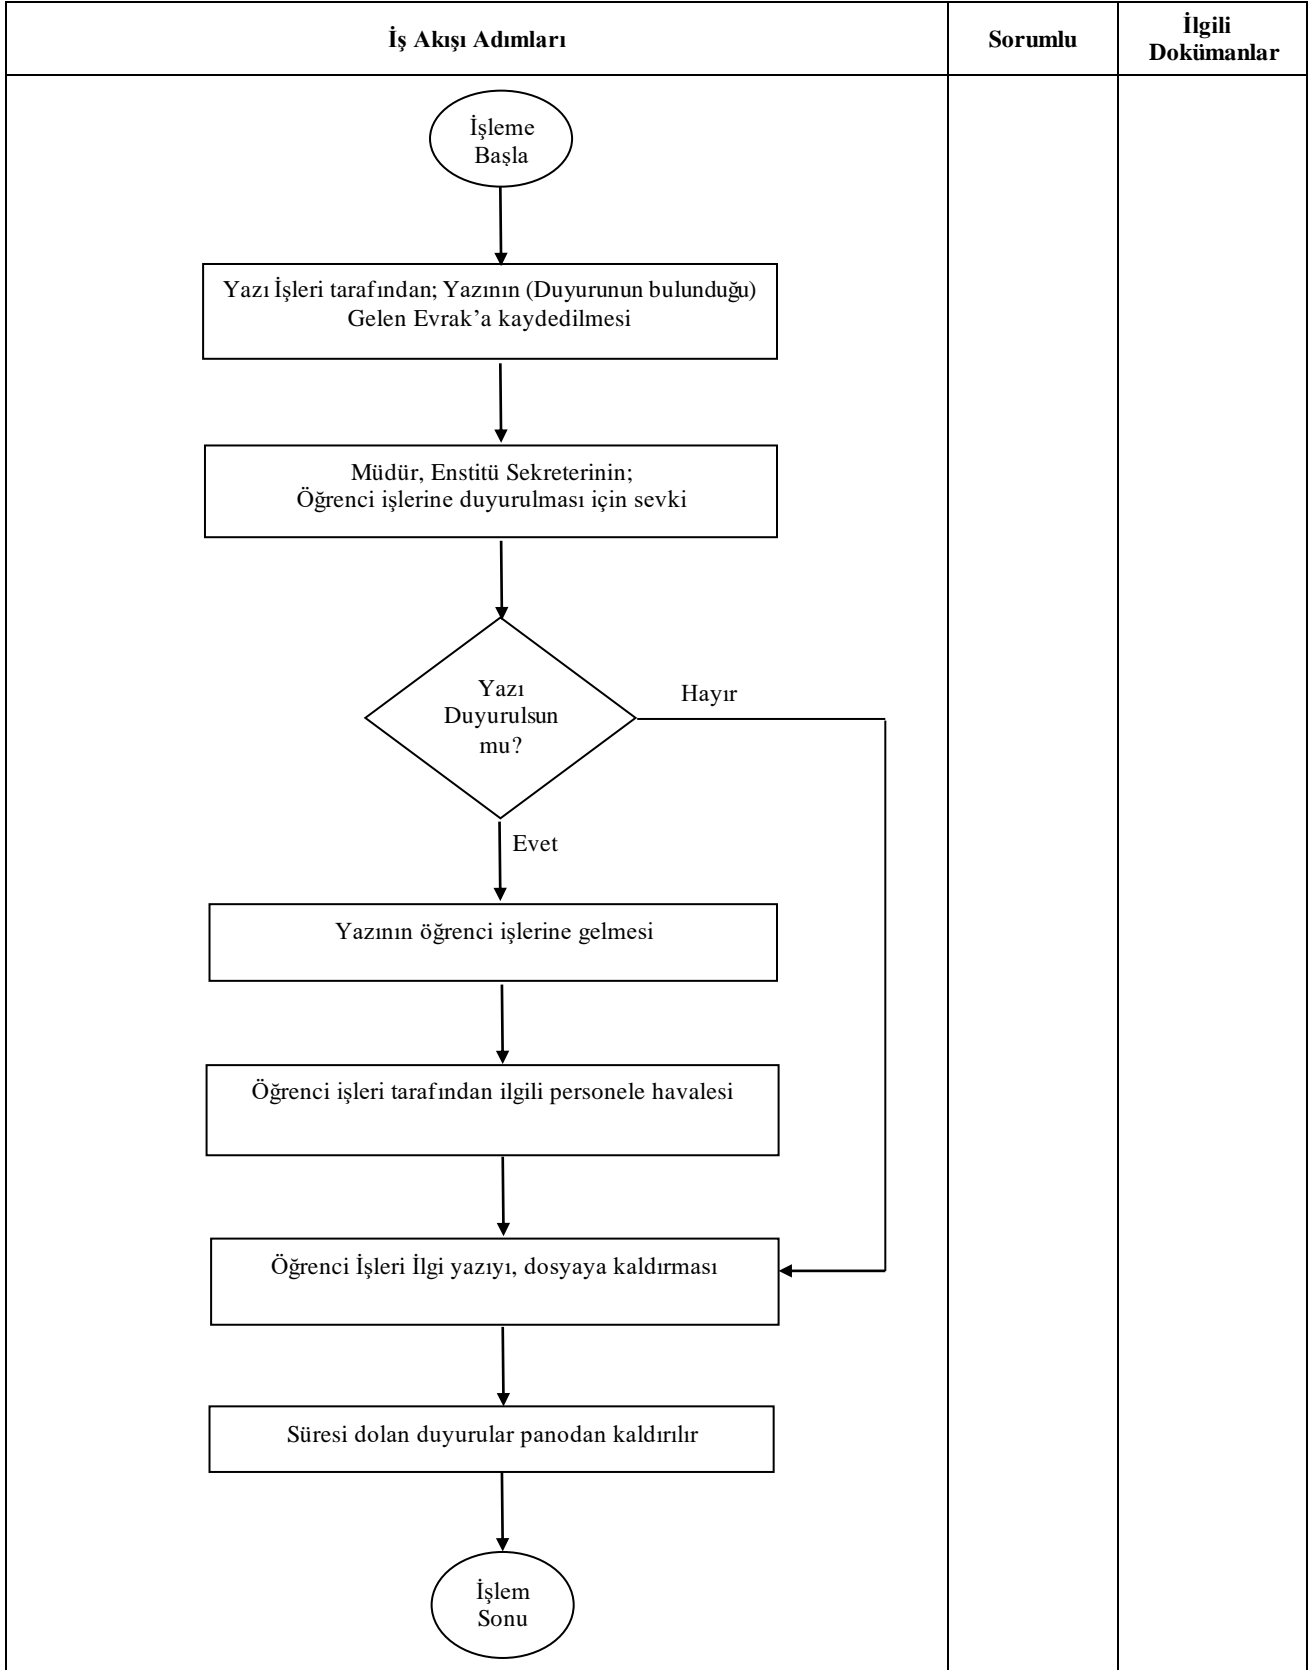 İş Akışı Adımları
Sorumlu
İlgili
Dokümanlar
İşleme
Başla
Yazı İşleri tarafından; Yazının (Duyurunun bulunduğu)
Gelen Evrak’a kaydedilmesi
Müdür, Enstitü Sekreterinin;
Öğrenci işlerine duyurulması için sevki
Yazı
Duyurulsun
mu?
Hayır
Evet
Yazının öğrenci işlerine gelmesi
Öğrenci işleri tarafından ilgili personele havalesi
Öğrenci İşleri İlgi yazıyı, dosyaya kaldırması
Süresi dolan duyurular panodan kaldırılır
İşlem
Sonu